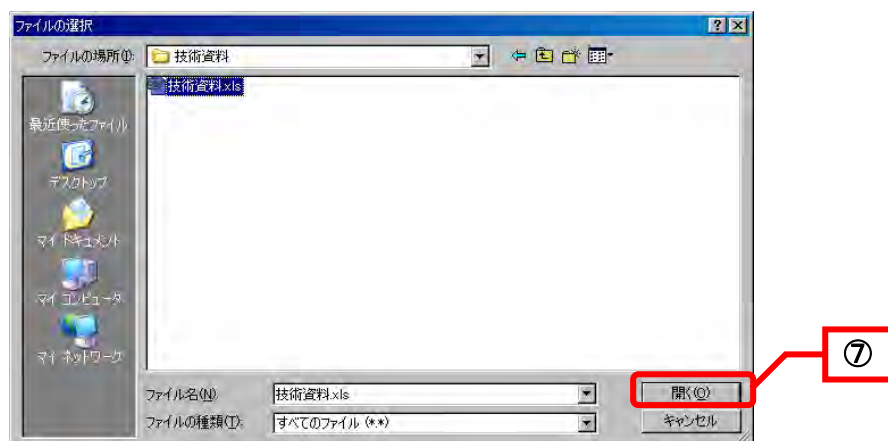 ファイルの選択
ファイルの場所(I): 技術資料
技術資料.xls
最近使ったファイル
デスクトップ
マイ ドキュメント
マイ コンピュータ
マイ ネットワーク
ファイル名(N): 技術資料.xls 開く(O)
ファイルの種類(T): すべてのファイル (*.*) キャンセル
⑦